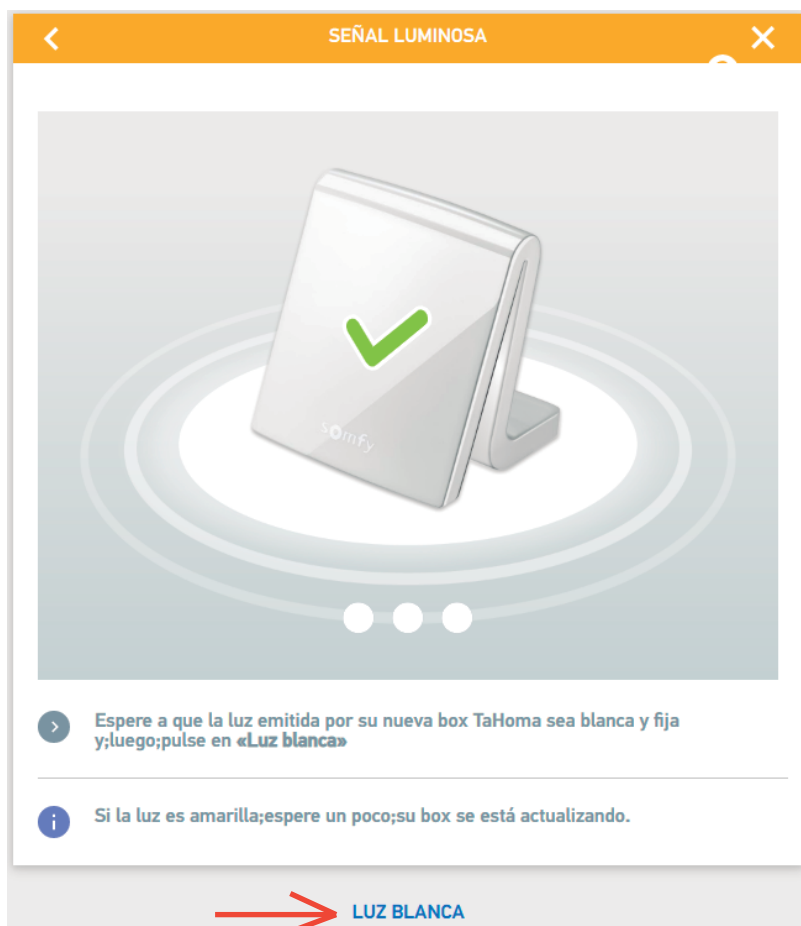 SEÑAL LUMINOSA
somfy
Espere a que la luz emitida por su nueva box TaHoma sea blanca y fija
y;luego;pulse en «Luz blanca»
Si la luz es amarilla;espere un poco;su box se está actualizando.
LUZ BLANCA